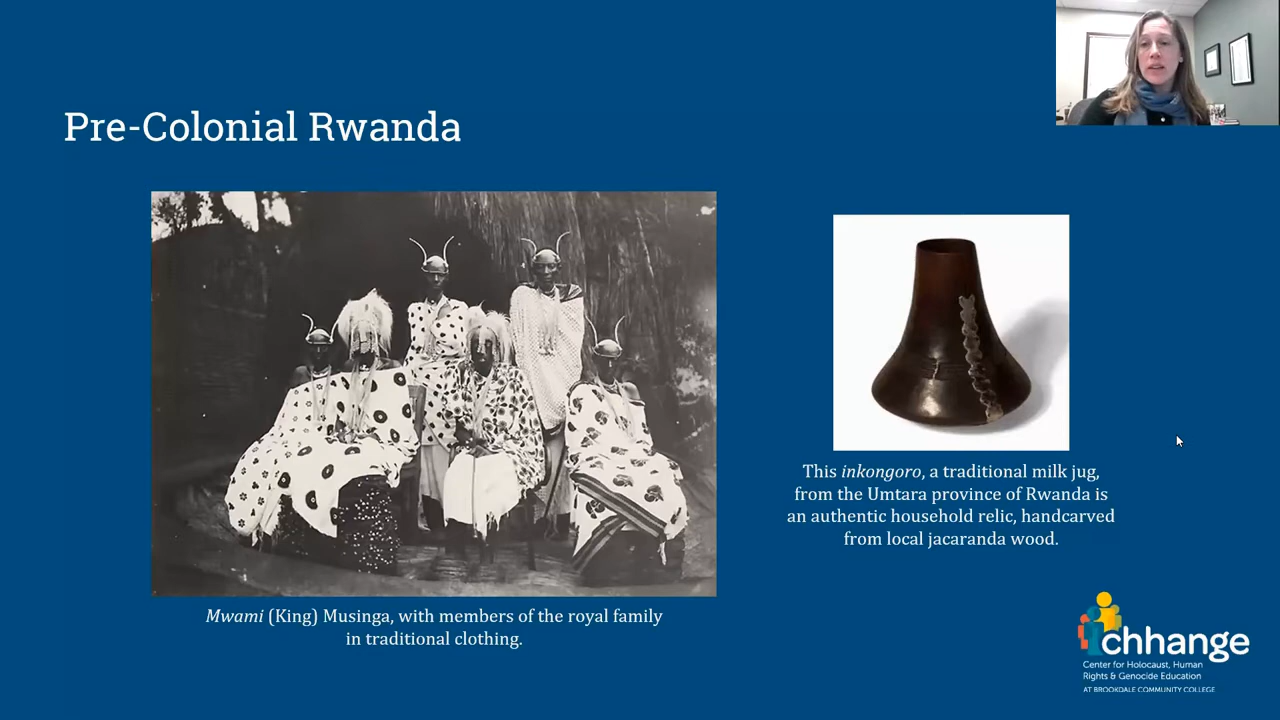 Pre-Colonial Rwanda
This inkongoro, a traditional milk jug,
from the Umtara province of Rwanda is
an authentic household relic, handcarved
from local jacaranda wood.
Mwami (King) Musinga, with members of the royal family
in traditional clothing.
chhange
Center for Holocaust, Human
Rights & Genocide Education
AT BROOKDALE COMMUNITY COLLEGE